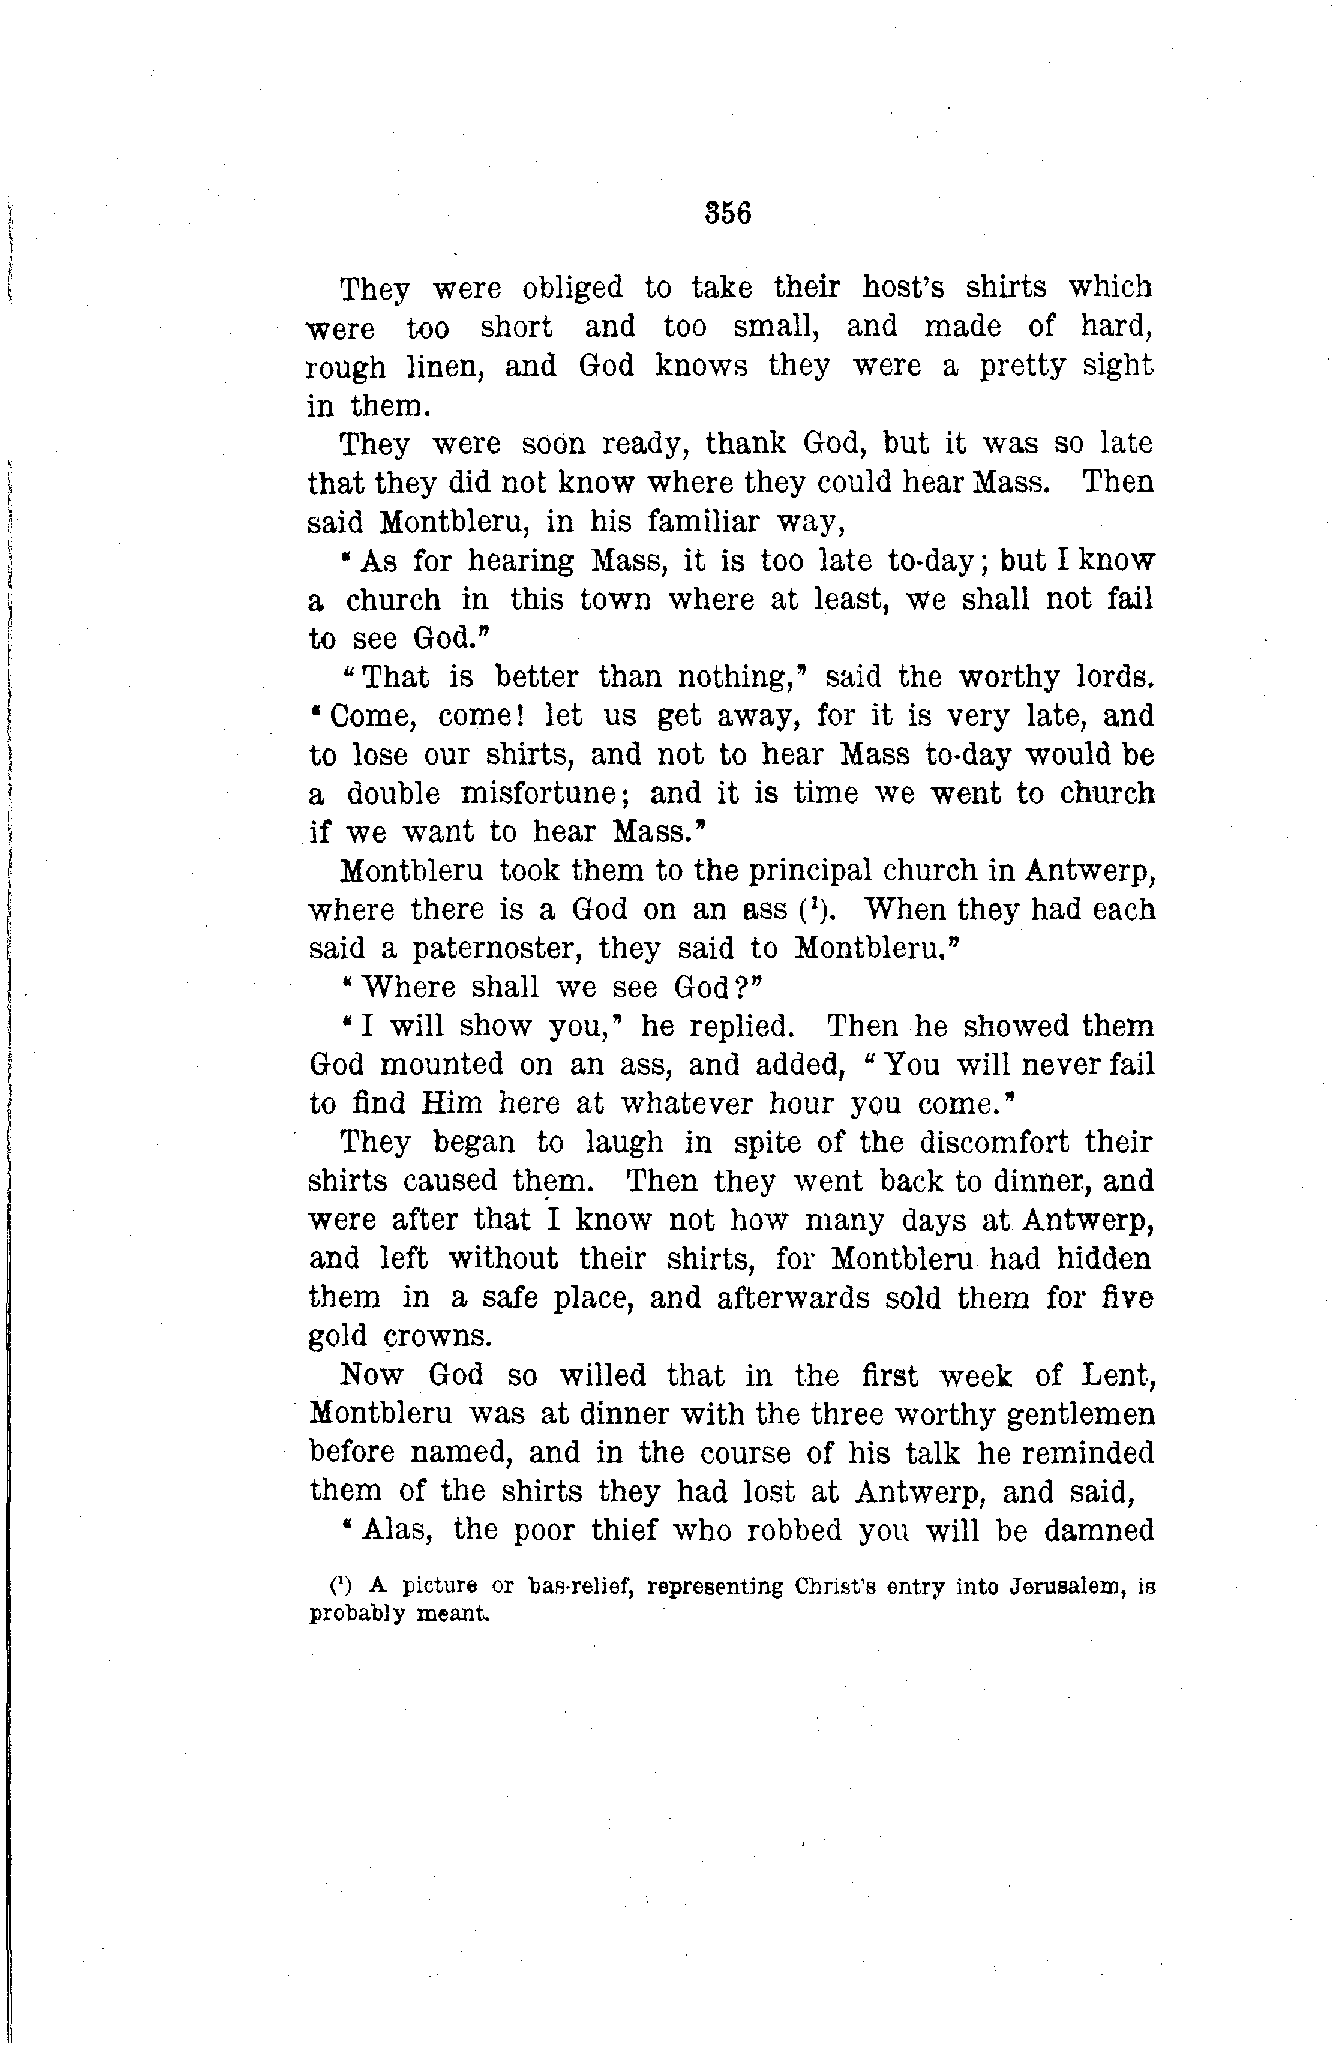 356
They were obliged to take their host's shirts which
were too short and too small, and made of hard,
rough linen, and God knows they were a pretty sight
in them.
They were soon ready, thank God, but it was so late
that they did not know where they could hear Mass. Then
said Montbleru, in his familiar way,
“As for hearing Mass, it is too late to-day; but I know
a church in this town where at least, we shall not fail
to see God.”
“That is better than nothing,” said the worthy lords.
“Come, come! let us get away, for it is very late, and
to lose our shirts, and not to hear Mass to-day would be
a double misfortune; and it is time we went to church
if we want to hear Mass.”
Montbleru took them to the principal church in Antwerp,
where there is a God on an ass (¹). When they had each
said a paternoster, they said to Montbleru.”
“Where shall we see God?”
“I will show you,” he replied. Then he showed them
God mounted on an ass, and added, “You will never fail
to find Him here at whatever hour you come.”
They began to laugh in spite of the discomfort their
shirts caused them. Then they went back to dinner, and
were after that I know not how many days at Antwerp,
and left without their shirts, for Montbleru had hidden
them in a safe place, and afterwards sold them for five
gold crowns.
Now God so willed that in the first week of Lent,
Montbleru was at dinner with the three worthy gentlemen
before named, and in the course of his talk he reminded
them of the shirts they had lost at Antwerp, and said,
“Alas, the poor thief who robbed you will be damned
(¹) A picture or bas-relief, representing Christ's entry into Jerusalem, is
probably meant.